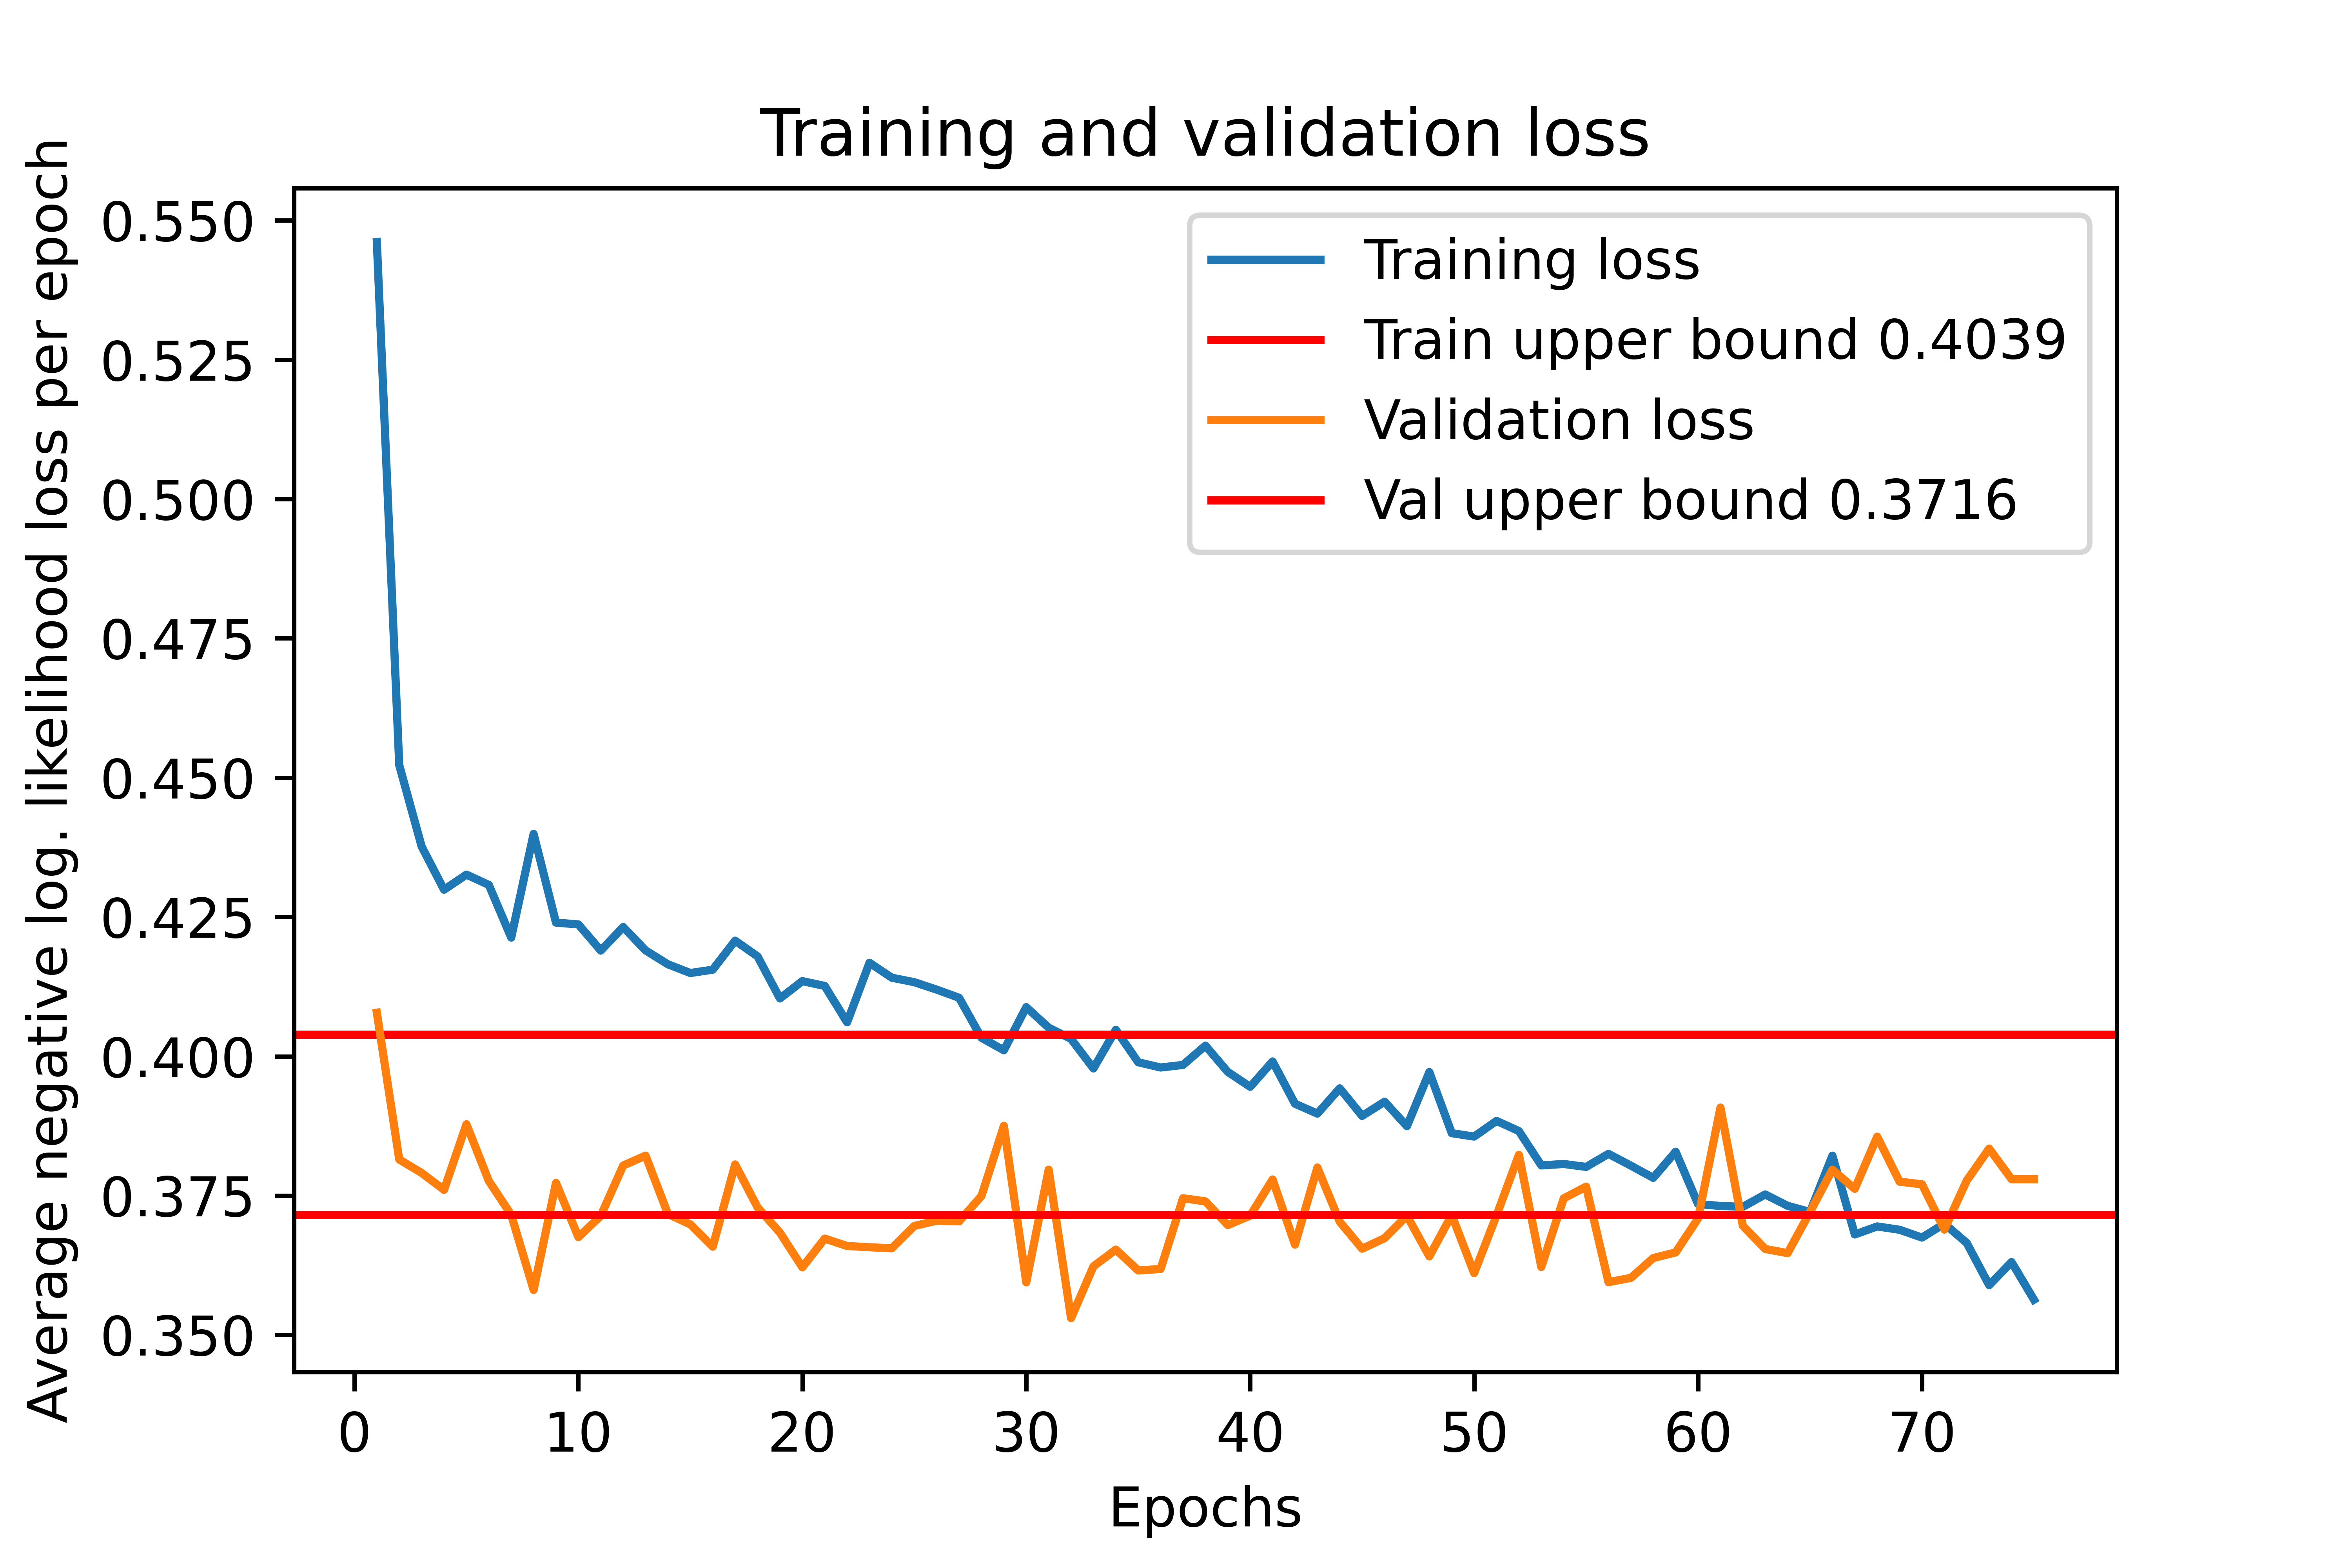 Training and validation loss
Average negative log. likelihood loss per epoch
0.550
0.525
0.500
0.475
0.450
0.425
0.400
0.375
0.350
Training loss
Train upper bound 0.4039
Validation loss
Val upper bound 0.3716
0 10 20 30 40 50 60 70
Epochs